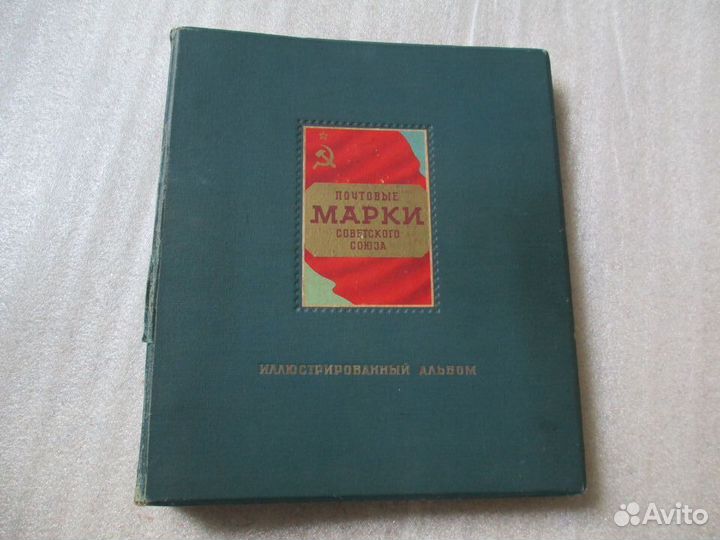 ПОЧТОВЫЕ
МАРКИ
СОВЕТСКОГО
СОЮЗА
ИЛЛЮСТРИРОВАННЫЙ АЛЬБОМ
Avito